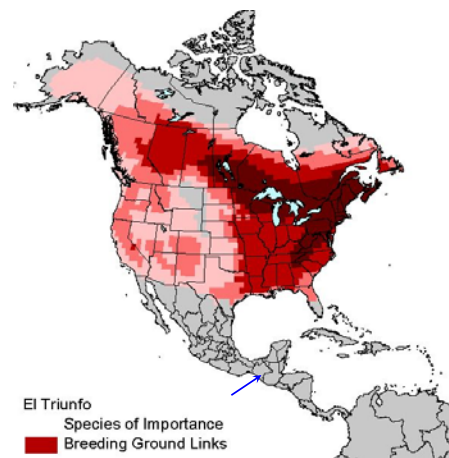 El Triunfo
Species of Importance
Breeding Ground Links